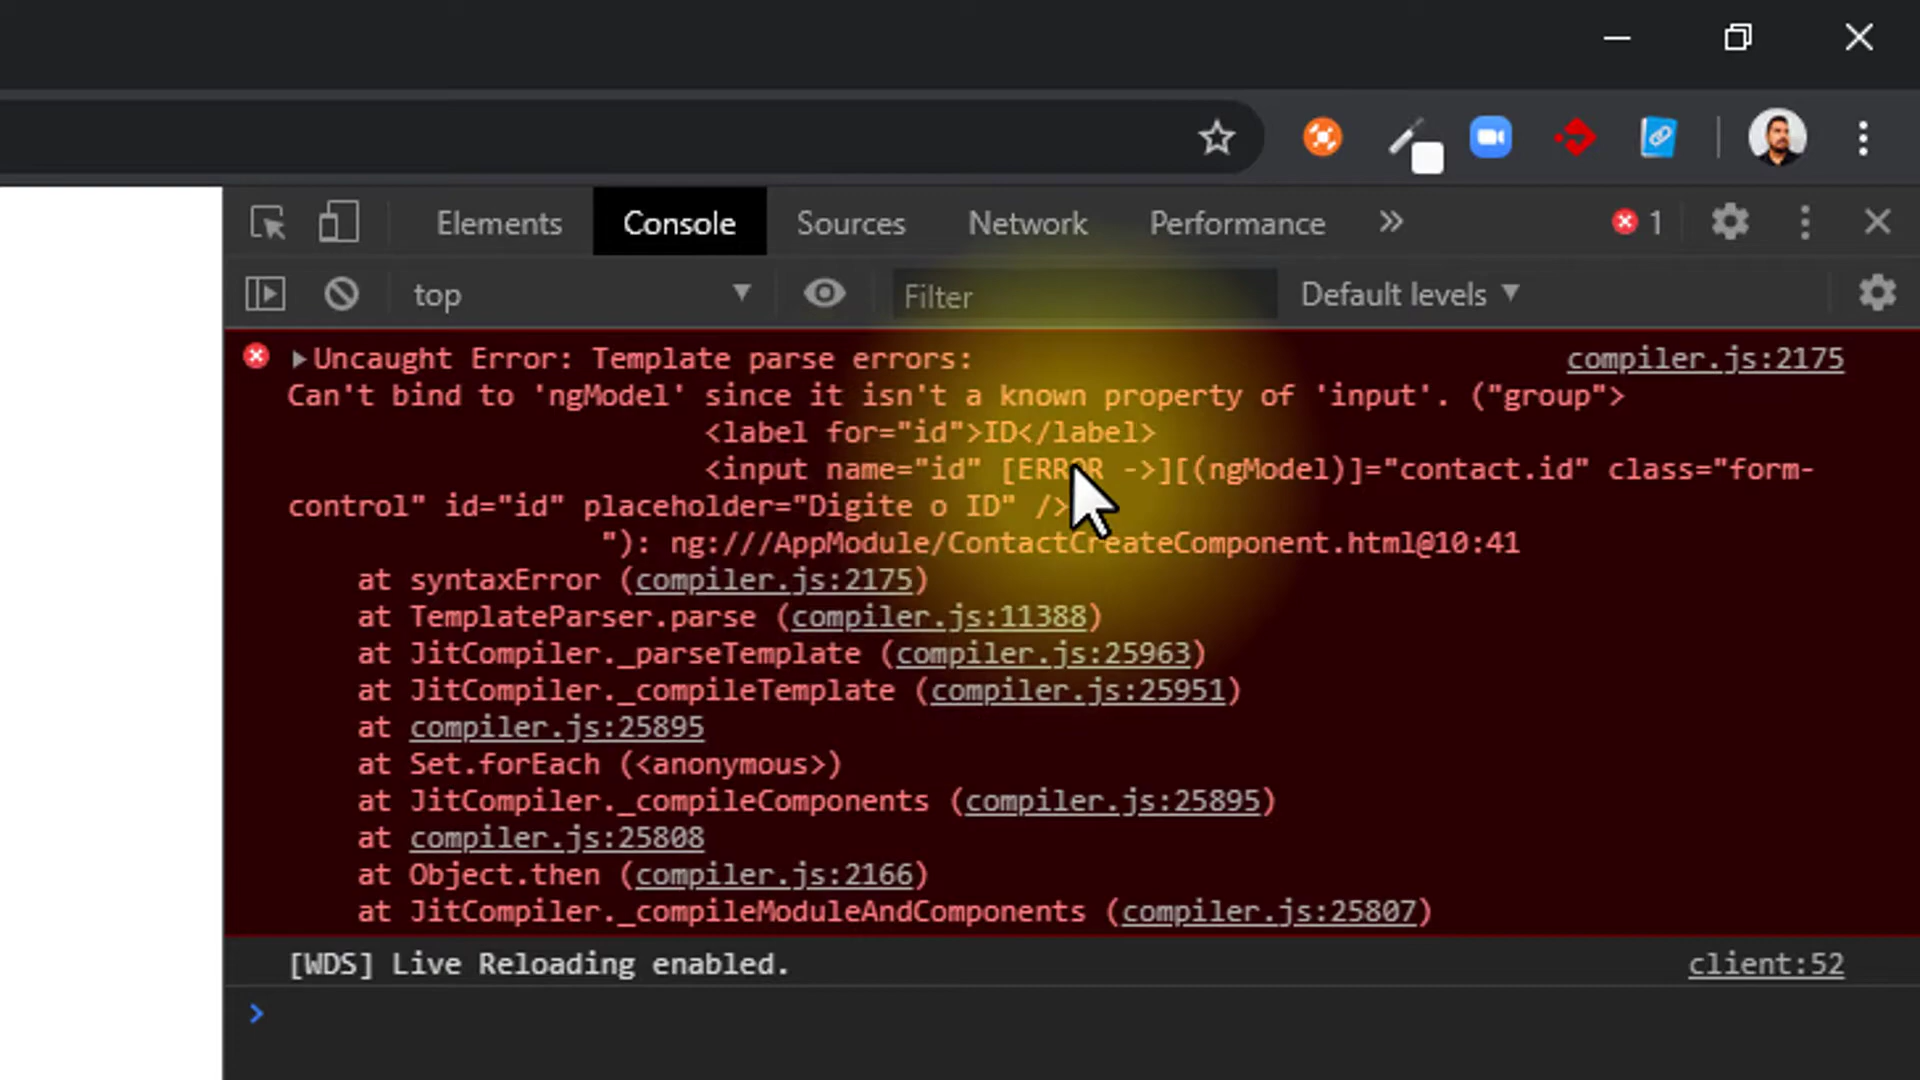 Elements Console Sources Network Performance » 1
top Filter Default levels
Uncaught Error: Template parse errors: compiler.js:2175
Can't bind to 'ngModel' since it isn't a known property of 'input'. ("group">
<label for="id">ID</label>
<input name="id" [ERROR ->][(ngModel)]="contact.id" class="form-
control" id="id" placeholder="Digite o ID" />
"): ng:///AppModule/ContactCreateComponent.html@10:41
at syntaxError (compiler.js:2175)
at TemplateParser.parse (compiler.js:11388)
at JitCompiler._parseTemplate (compiler.js:25963)
at JitCompiler._compileTemplate (compiler.js:25951)
at compiler.js:25895
at Set.forEach (<anonymous>)
at JitCompiler._compileComponents (compiler.js:25895)
at compiler.js:25808
at Object.then (compiler.js:2166)
at JitCompiler._compileModuleAndComponents (compiler.js:25807)
[WDS] Live Reloading enabled. client:52